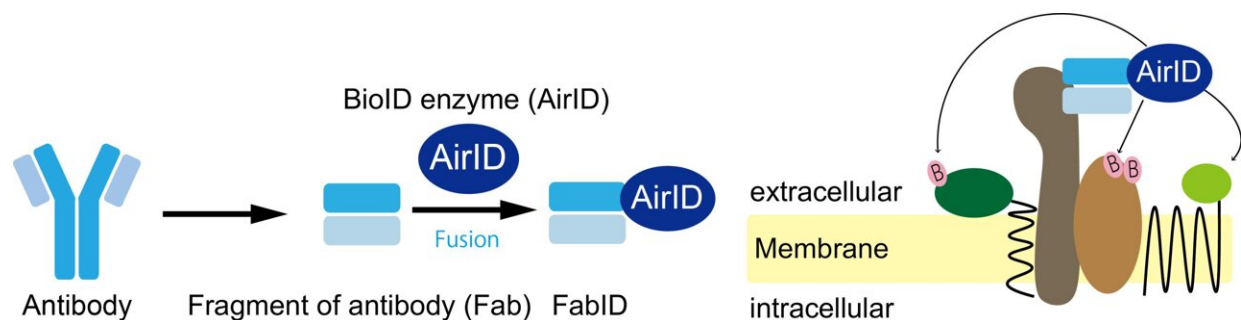 BioID enzyme (AirID)
AirID
AirID
Fusion
Antibody
Fragment of antibody (Fab)
FabID
AirID
B
B
B
extracellular
Membrane
intracellular